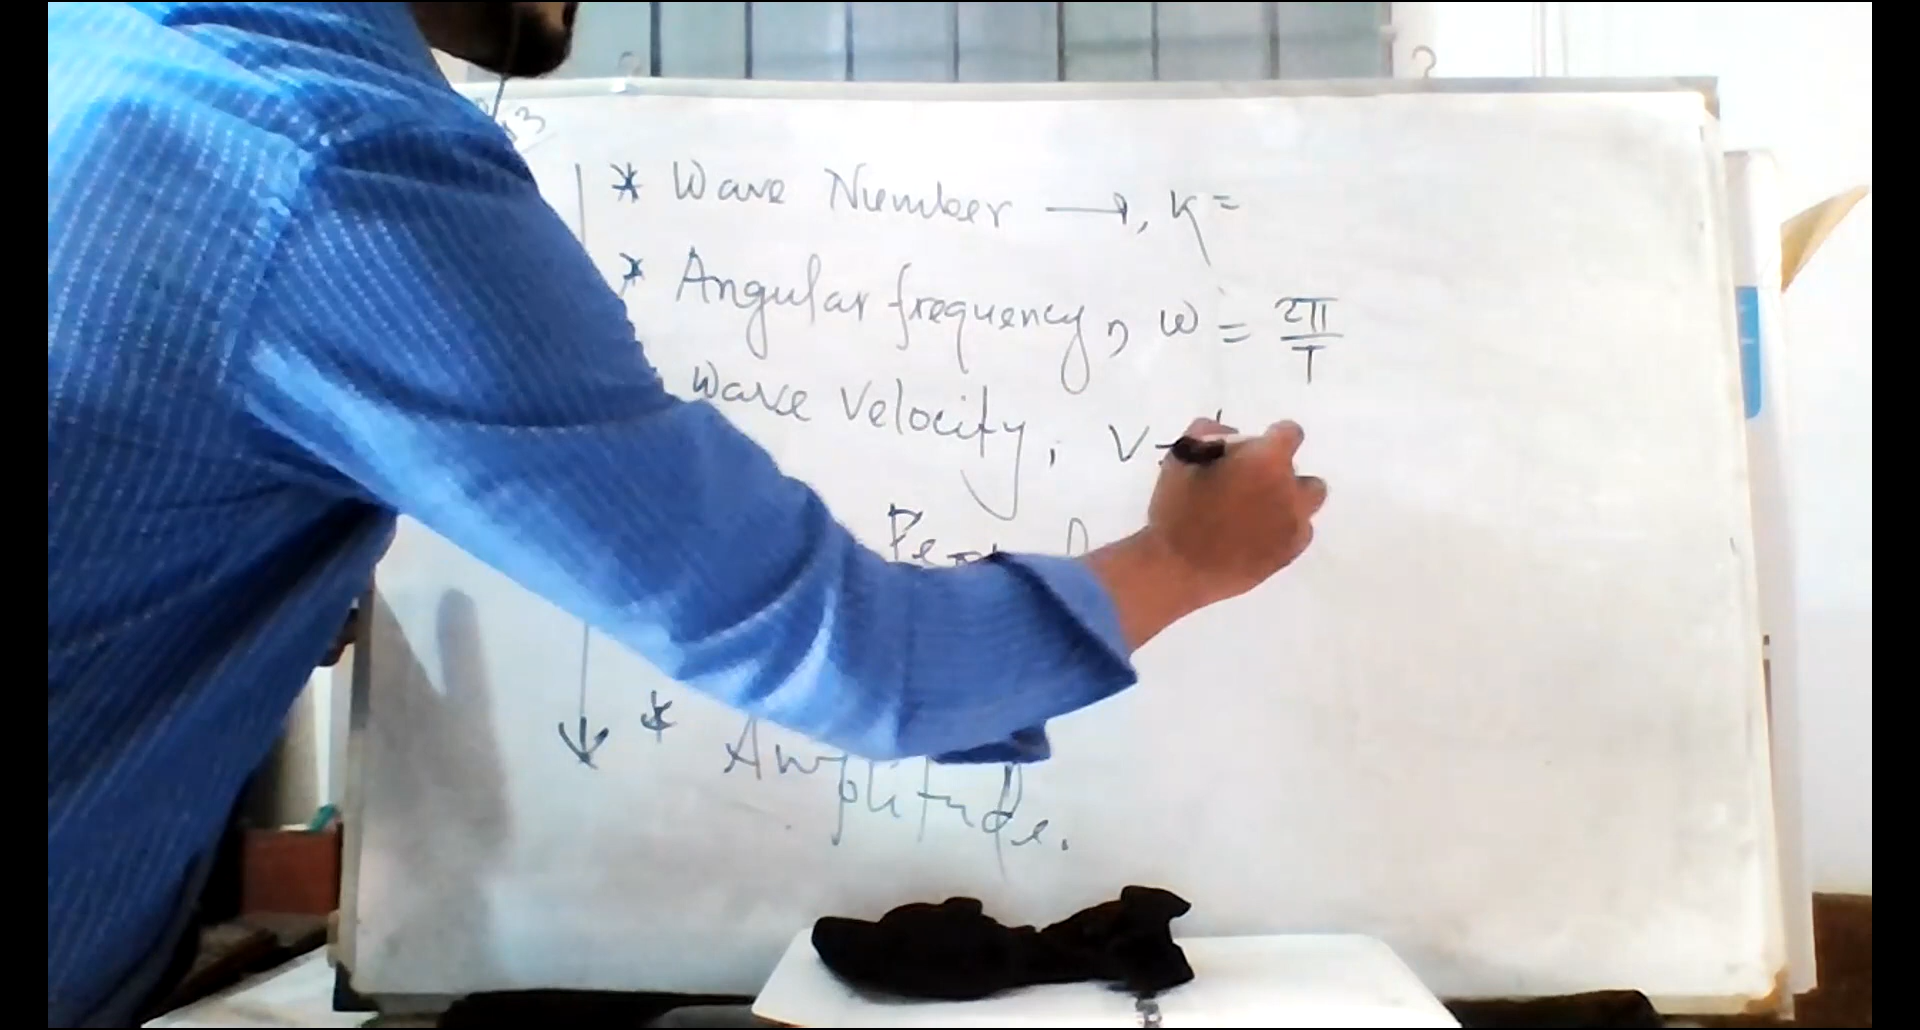 * Wave Number →, K =
* Angular frequency, ω = 2π/T
Wave Velocity, V =
Amplitude.
*